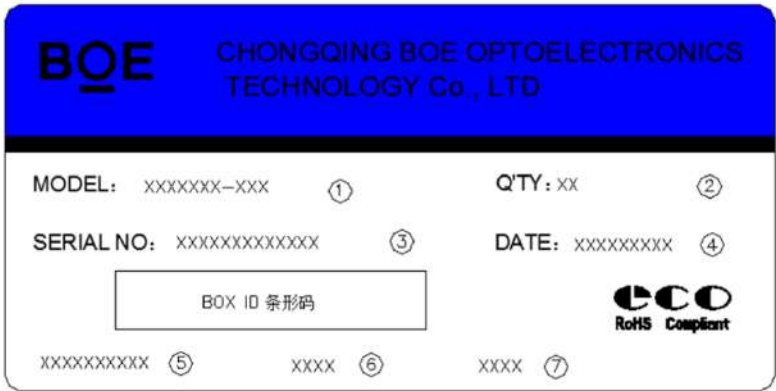 BOE
CHONGQING BOE OPTOELECTRONICS
TECHNOLOGY Co., LTD
MODEL： XXXXXXX-XXX ①
Q'TY：XX ②
SERIAL NO： XXXXXXXXXXXXX ③
DATE： XXXXXXXXX ④
BOX ID 条形码
eco
RoHS Compliant
XXXXXXXXXX ⑤ XXXX ⑥ XXXX ⑦